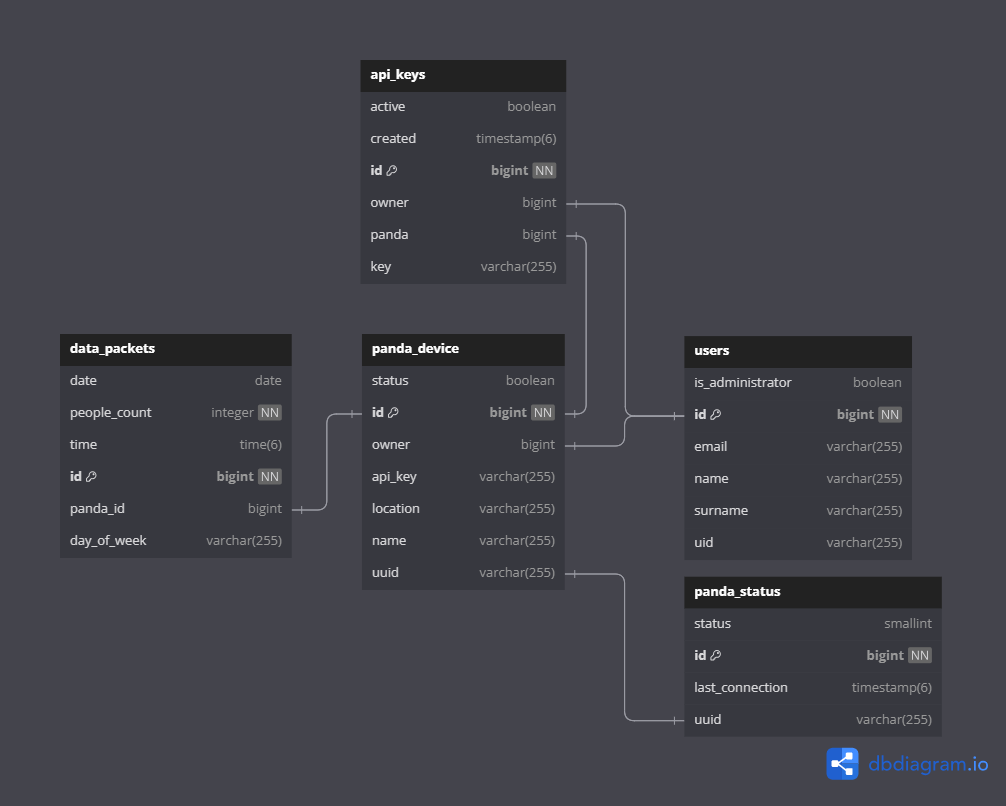 api_keys
active boolean
created timestamp(6)
id bigint NN
owner bigint
panda bigint
key varchar(255)
data_packets
date date
people_count integer NN
time time(6)
id bigint NN
panda_id bigint
day_of_week varchar(255)
panda_device
status boolean
id bigint NN
owner bigint
api_key varchar(255)
location varchar(255)
name varchar(255)
uuid varchar(255)
users
is_administrator boolean
id bigint NN
email varchar(255)
name varchar(255)
surname varchar(255)
uid varchar(255)
panda_status
status smallint
id bigint NN
last_connection timestamp(6)
uuid varchar(255)
dbdiagram.io